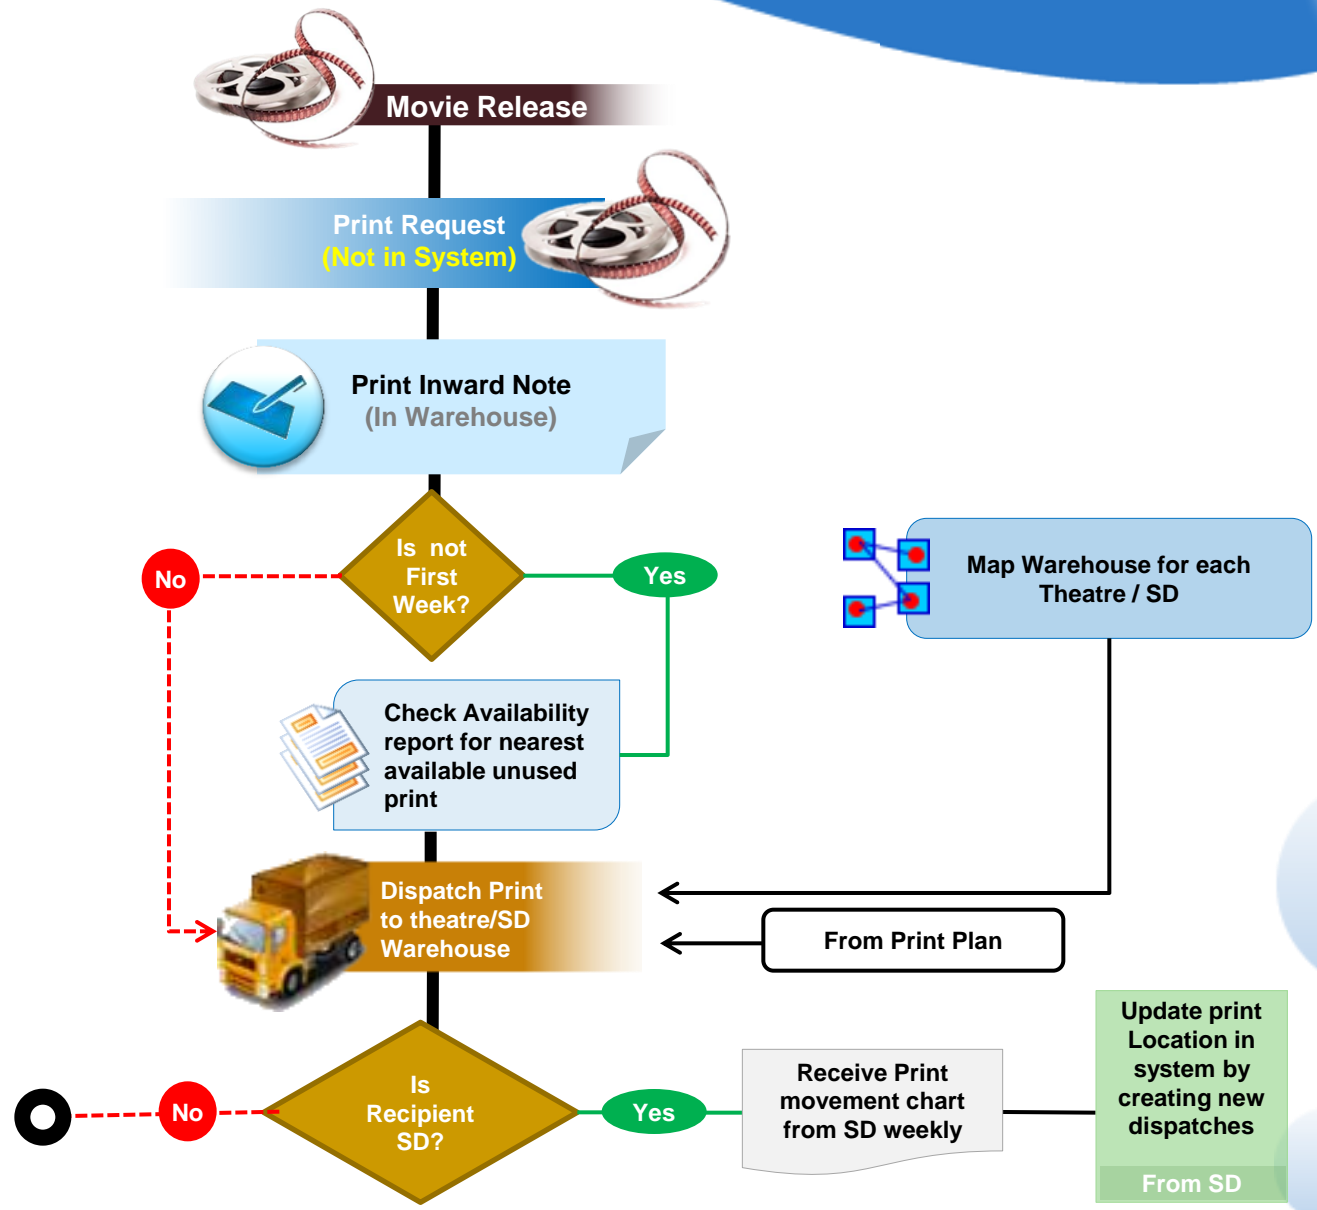 Movie Release
Print Request
(Not in System)
Print Inward Note
(In Warehouse)
Is not
First
Week?
No
Yes
Map Warehouse for each
Theatre / SD
Check Availability
report for nearest
available unused
print
Dispatch Print
to theatre/SD
Warehouse
From Print Plan
Is
Recipient
SD?
No
Yes
Receive Print
movement chart
from SD weekly
Update print
Location in
system by
creating new
dispatches
From SD